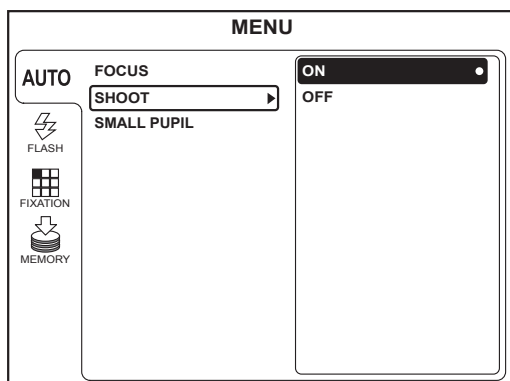 MENU
AUTO
FLASH
FIXATION
MEMORY
FOCUS
SHOOT
SMALL PUPIL
ON
OFF